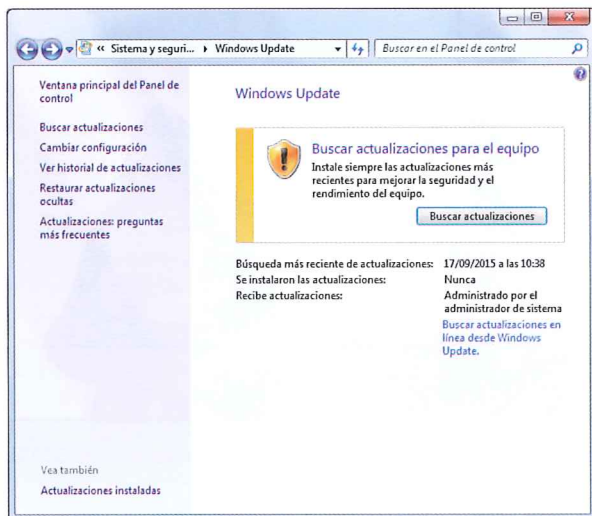 « Sistema y seguri... ▸ Windows Update
Buscar en el Panel de control
Ventana principal del Panel de
control
Buscar actualizaciones
Cambiar configuración
Ver historial de actualizaciones
Restaurar actualizaciones
ocultas
Actualizaciones: preguntas
más frecuentes
Vea también
Actualizaciones instaladas
Windows Update
Buscar actualizaciones para el equipo
Instale siempre las actualizaciones más
recientes para mejorar la seguridad y el
rendimiento del equipo.
Buscar actualizaciones
Búsqueda más reciente de actualizaciones: 17/09/2015 a las 10:38
Se instalaron las actualizaciones: Nunca
Recibe actualizaciones: Administrado por el
administrador de sistema
Buscar actualizaciones en
línea desde Windows
Update.